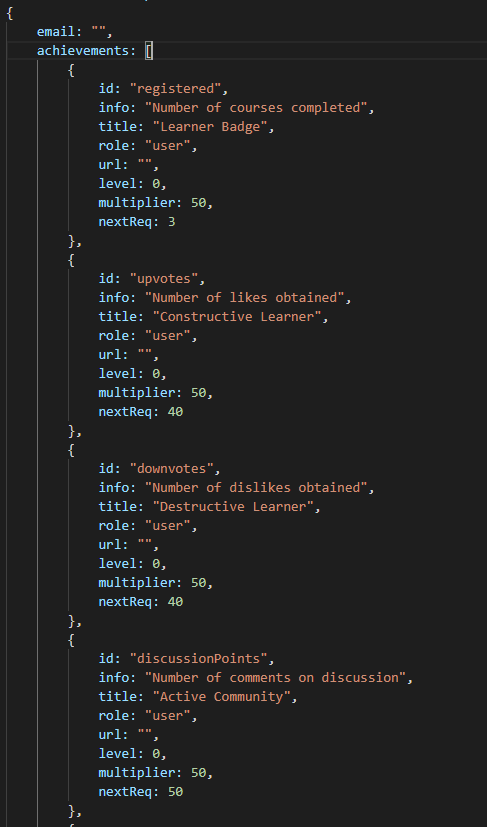 {
    email: "",
    achievements: [
        {
            id: "registered",
            info: "Number of courses completed",
            title: "Learner Badge",
            role: "user",
            url: "",
            level: 0,
            multiplier: 50,
            nextReq: 3
        },
        {
            id: "upvotes",
            info: "Number of likes obtained",
            title: "Constructive Learner",
            role: "user",
            url: "",
            level: 0,
            multiplier: 50,
            nextReq: 40
        },
        {
            id: "downvotes",
            info: "Number of dislikes obtained",
            title: "Destructive Learner",
            role: "user",
            url: "",
            level: 0,
            multiplier: 50,
            nextReq: 40
        },
        {
            id: "discussionPoints",
            info: "Number of comments on discussion",
            title: "Active Community",
            role: "user",
            url: "",
            level: 0,
            multiplier: 50,
            nextReq: 50
        },
        {